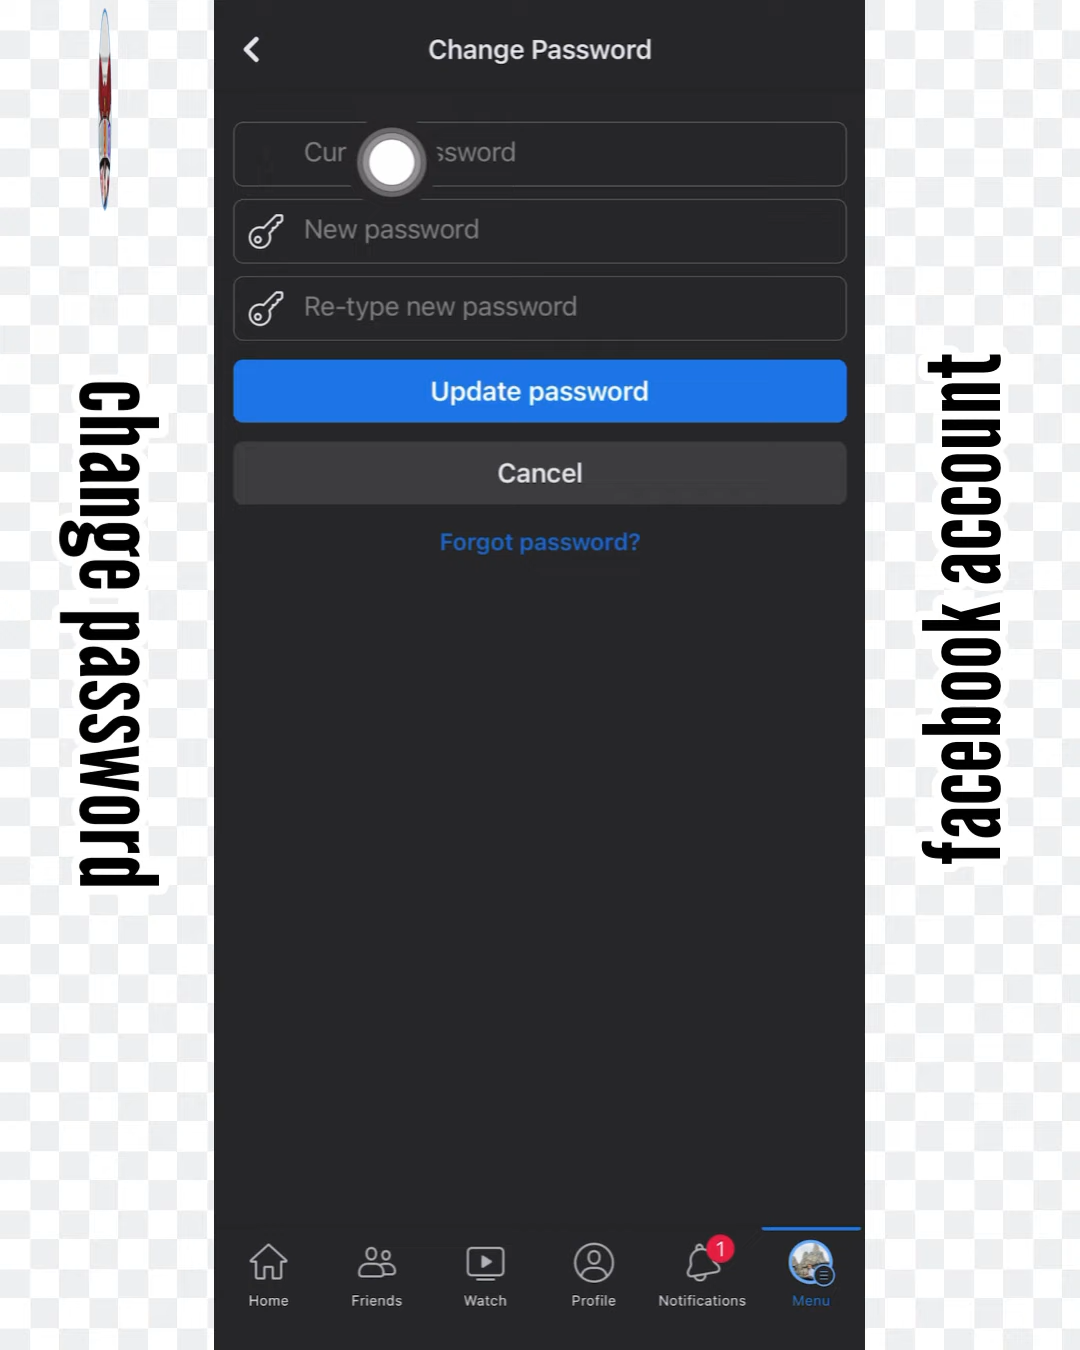 Change Password
Cur ssword
New password
Re-type new password
Update password
Cancel
Forgot password?
change password
facebook account
1
Home
Friends
Watch
Profile
Notifications
Menu